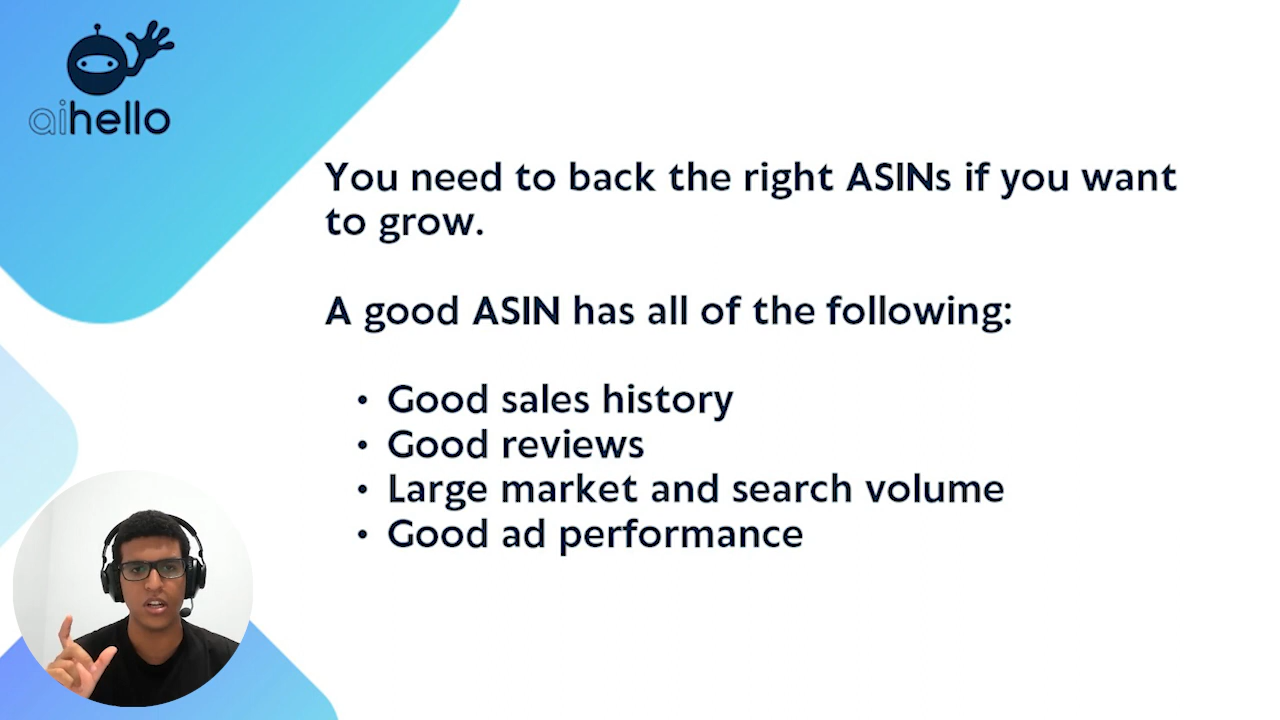 aihello
You need to back the right ASINs if you want
to grow.
A good ASIN has all of the following:
• Good sales history
• Good reviews
• Large market and search volume
• Good ad performance